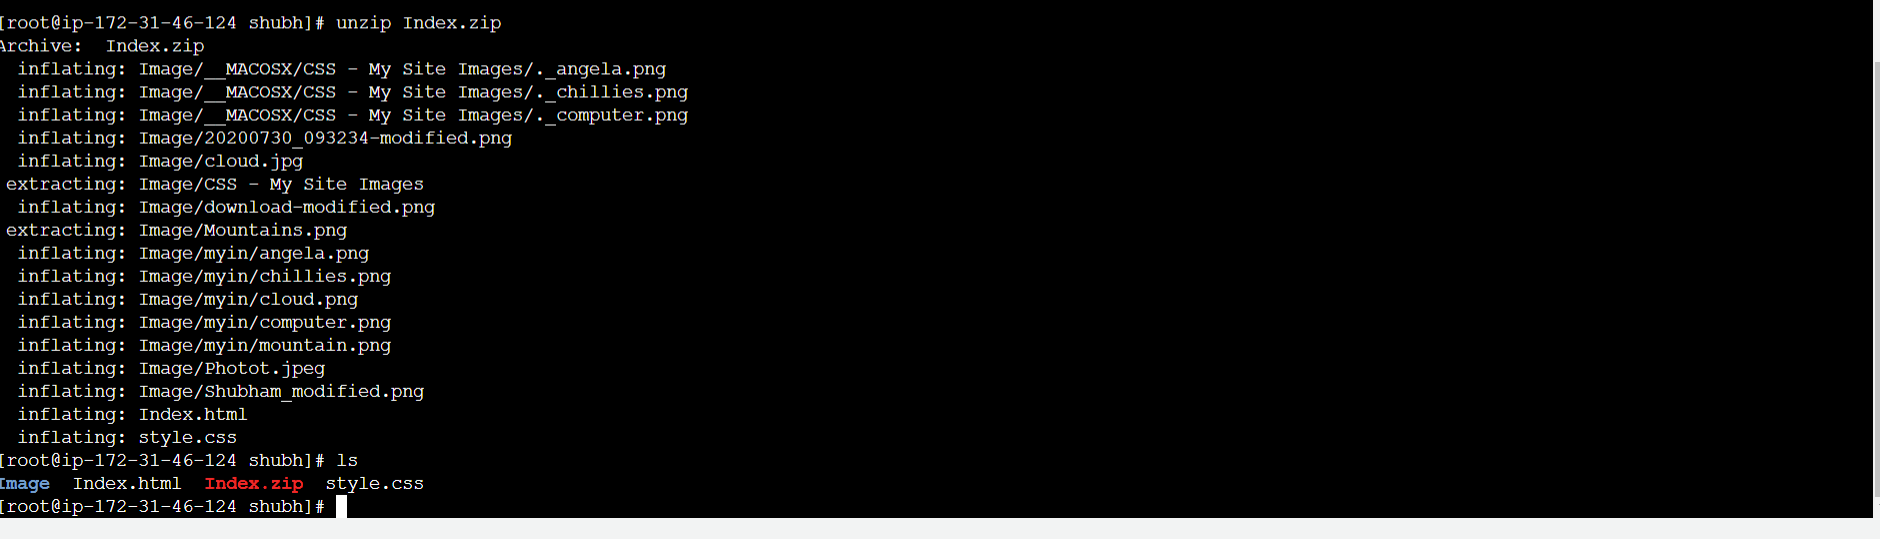 [root@ip-172-31-46-124 shubh]# unzip Index.zip
Archive:  Index.zip
  inflating: Image/__MACOSX/CSS - My Site Images/._angela.png
  inflating: Image/__MACOSX/CSS - My Site Images/._chillies.png
  inflating: Image/__MACOSX/CSS - My Site Images/._computer.png
  inflating: Image/20200730_093234-modified.png
  inflating: Image/cloud.jpg
 extracting: Image/CSS - My Site Images
  inflating: Image/download-modified.png
 extracting: Image/Mountains.png
  inflating: Image/myin/angela.png
  inflating: Image/myin/chillies.png
  inflating: Image/myin/cloud.png
  inflating: Image/myin/computer.png
  inflating: Image/myin/mountain.png
  inflating: Image/Photot.jpeg
  inflating: Image/Shubham_modified.png
  inflating: Index.html
  inflating: style.css
[root@ip-172-31-46-124 shubh]# ls
Image  Index.html  Index.zip  style.css
[root@ip-172-31-46-124 shubh]#